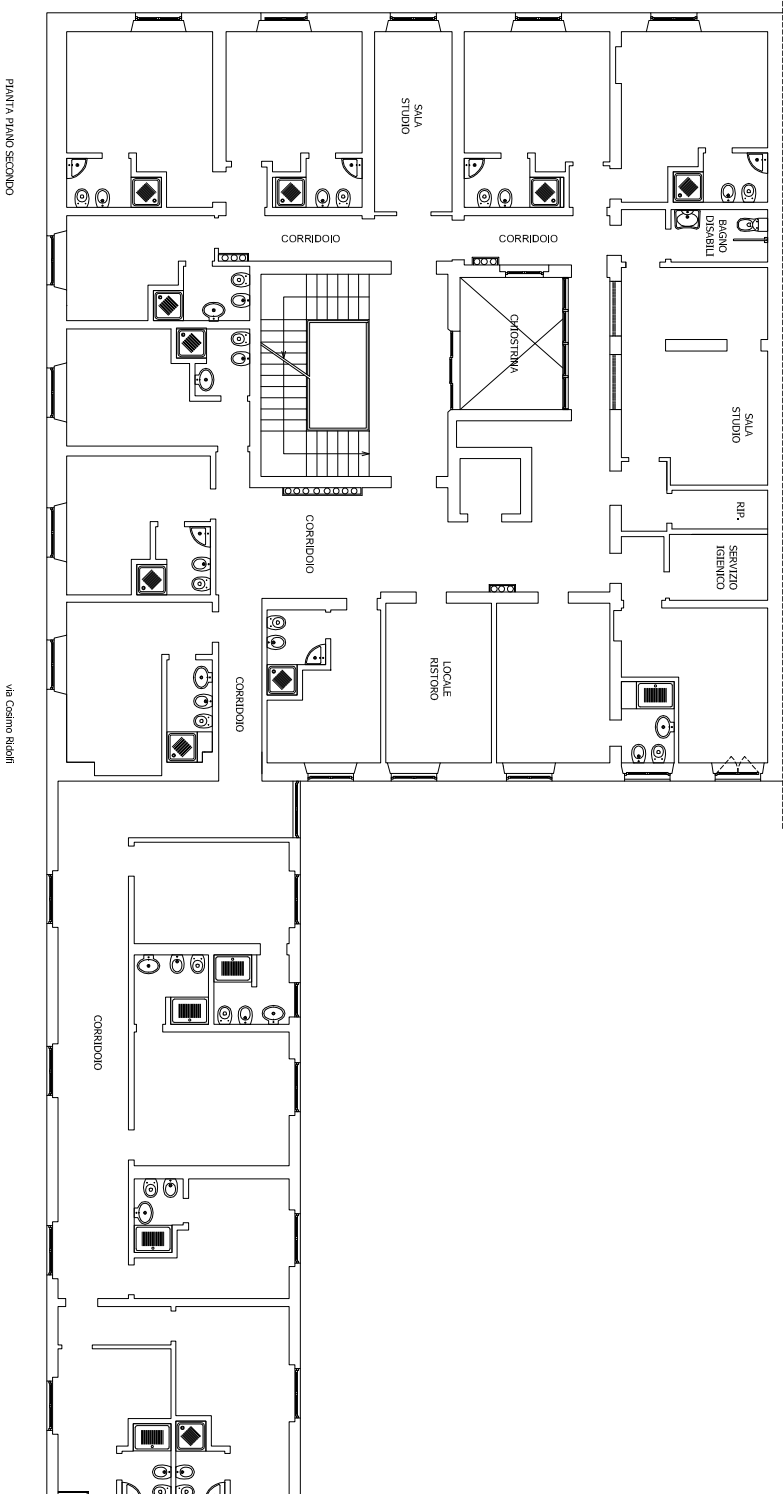 PIANTA PIANO SECONDO
via Cosimo Ridolfi
SALA
STUDIO
CORRIDOIO
CORRIDOIO
BAGNO
DISABILI
CHIOSTRINA
SALA
STUDIO
RIP.
SERVIZIO
IGIENICO
CORRIDOIO
LOCALE
RISTORO
CORRIDOIO
CORRIDOIO